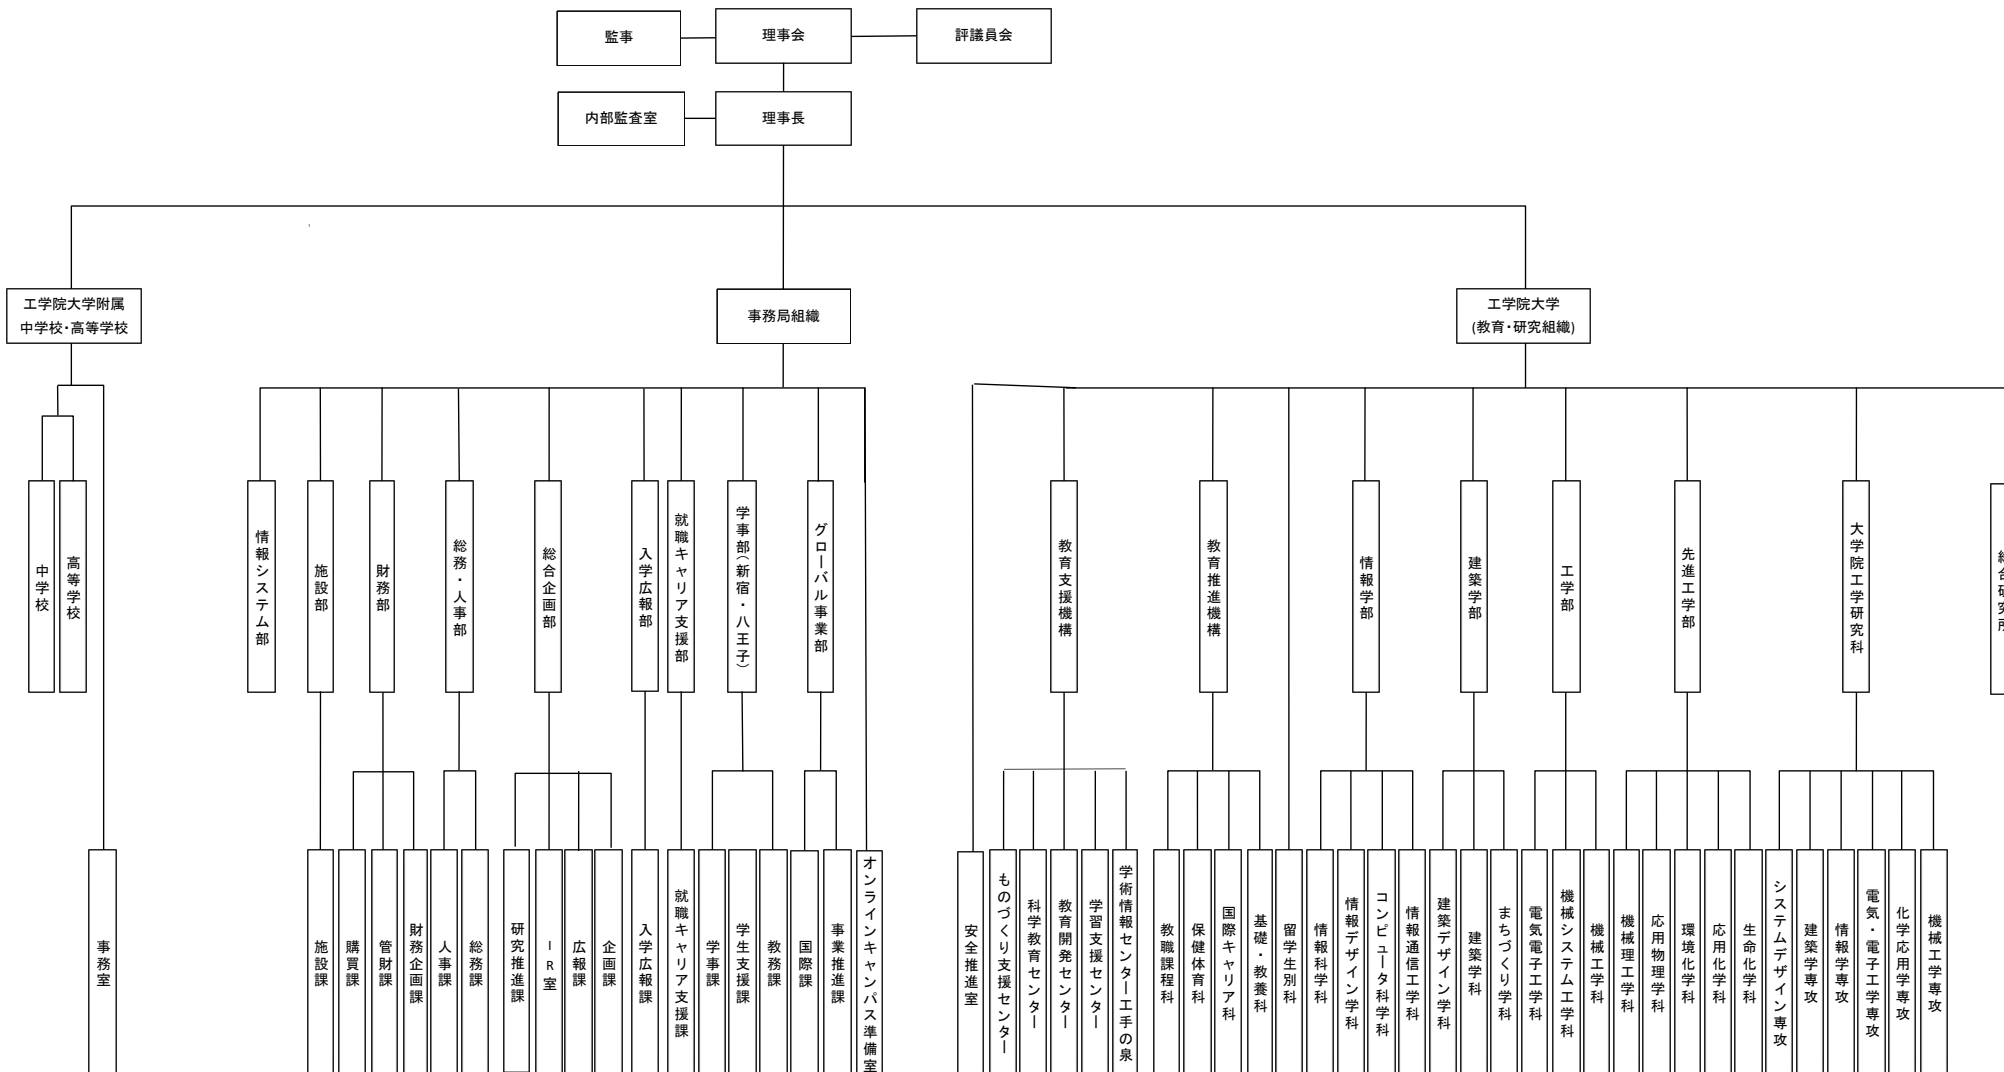 監事
理事会
評議員会
内部監査室
理事長
工学院大学附属
中学校・高等学校
事務局組織
工学院大学
(教育・研究組織)
中学校
高等学校
情報システム部
施設部
財務部
総務・人事部
総合企画部
入学広報部
就職キャリア支援部
学事部(新宿・八王子)
グローバル事業部
教育支援機構
教育推進機構
情報学部
建築学部
工学部
先進工学部
大学院工学研究科
総合研究所
事務室
施設課
購買課
管財課
財務企画課
人事課
総務課
研究推進課
IR室
広報課
企画課
入学広報課
就職キャリア支援課
学事課
学生支援課
教務課
国際課
事業推進課
オンラインキャンパス準備室
安全推進室
ものづくり支援センター
科学教育センター
教育開発センター
学習支援センター
学術情報センター工手の泉
教職課程科
保健体育科
国際キャリア科
基礎・教養科
留学生別科
情報科学科
情報デザイン学科
コンピュータ科学科
情報通信工学科
建築デザイン学科
建築学科
まちづくり学科
電気電子工学科
機械システム工学科
機械工学科
機械理工学科
応用物理学科
環境化学科
応用化学科
生命化学科
システムデザイン専攻
建築学専攻
情報学専攻
電気・電子工学専攻
化学応用学専攻
機械工学専攻